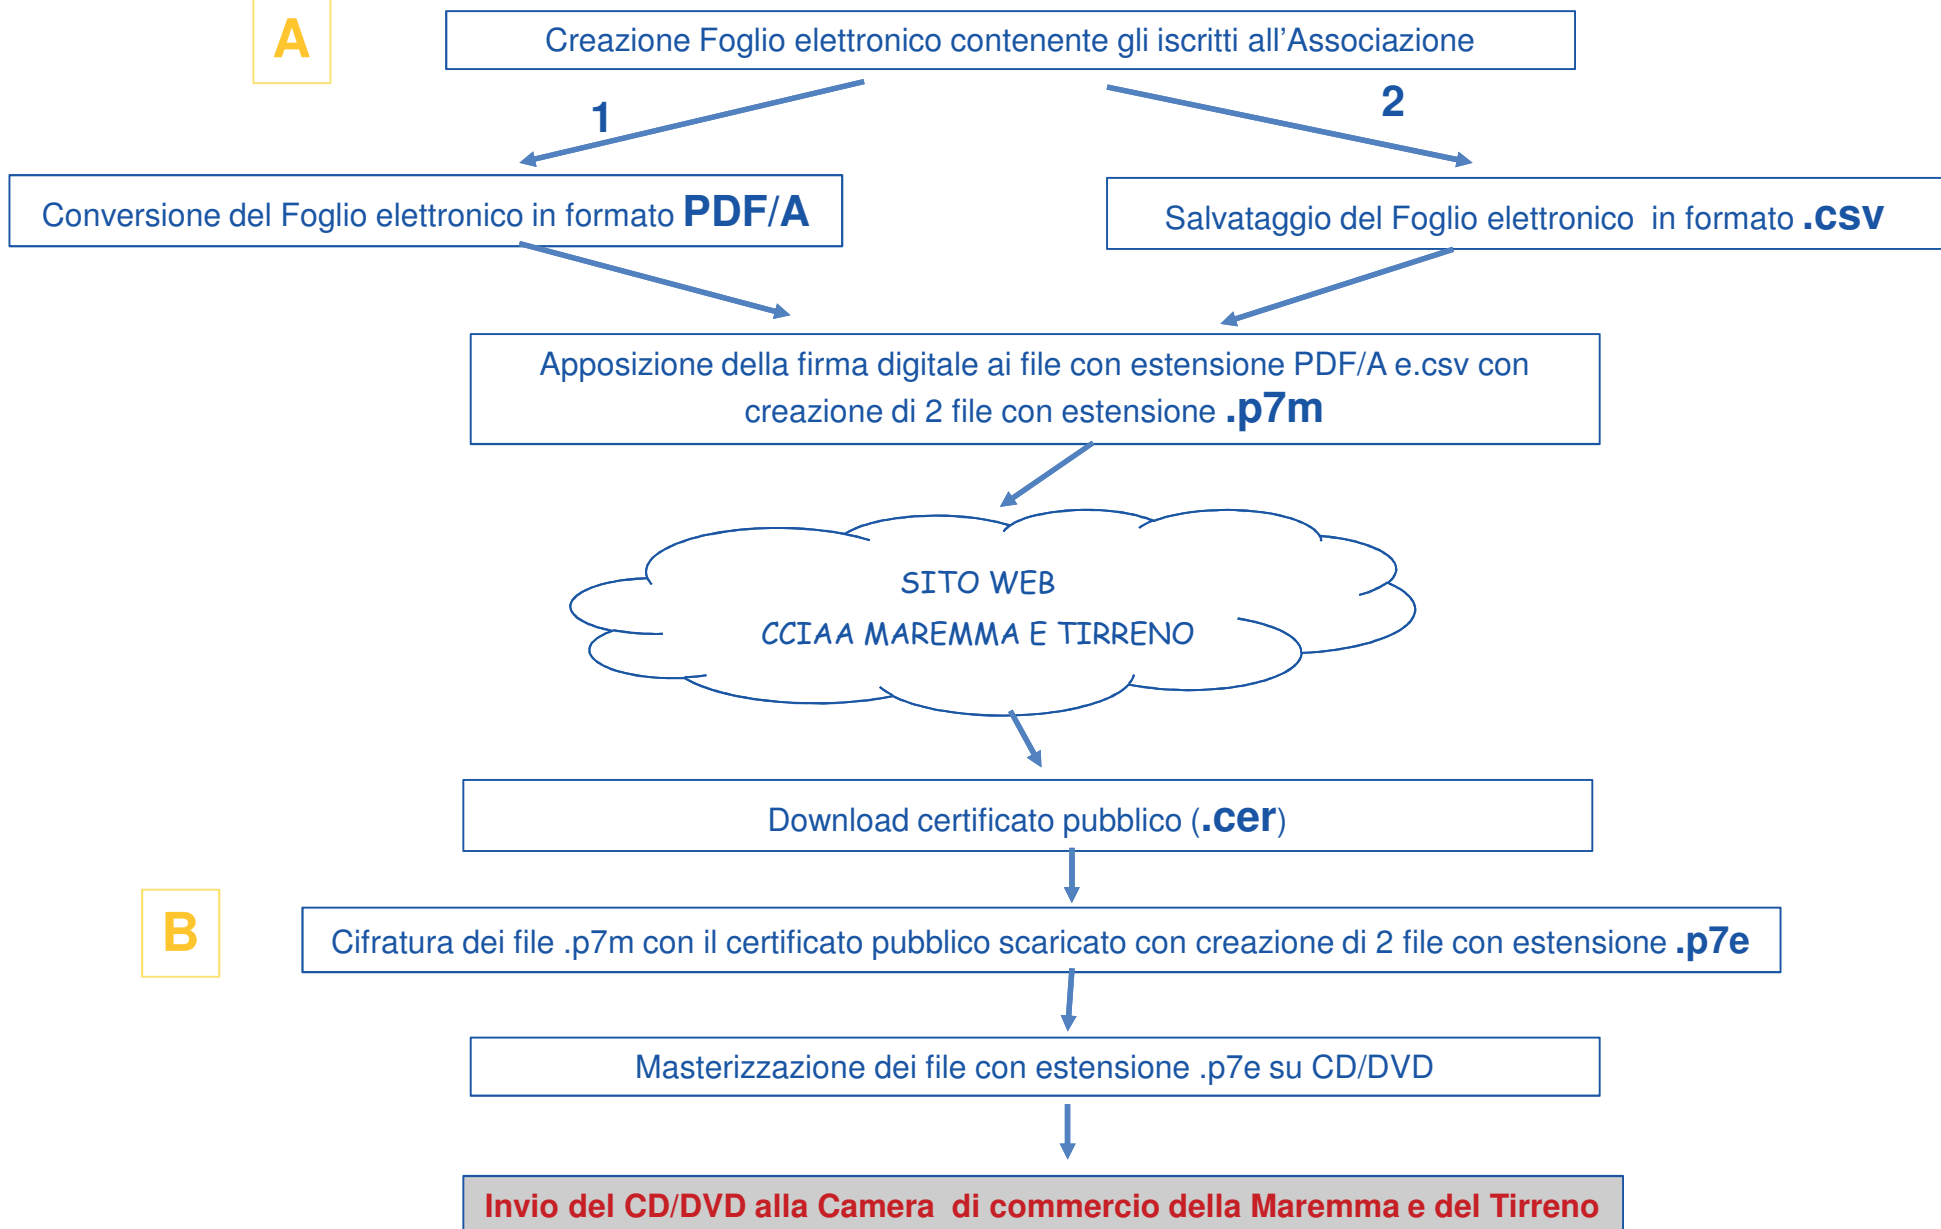 A
Creazione Foglio elettronico contenente gli iscritti all'Associazione
1
2
Conversione del Foglio elettronico in formato PDF/A
Salvataggio del Foglio elettronico in formato .csv
Apposizione della firma digitale ai file con estensione PDF/A e.csv con
creazione di 2 file con estensione .p7m
SITO WEB
CCIAA MAREMMA E TIRRENO
Download certificato pubblico (.cer)
B
Cifratura dei file .p7m con il certificato pubblico scaricato con creazione di 2 file con estensione .p7e
Masterizzazione dei file con estensione .p7e su CD/DVD
Invio del CD/DVD alla Camera di commercio della Maremma e del Tirreno